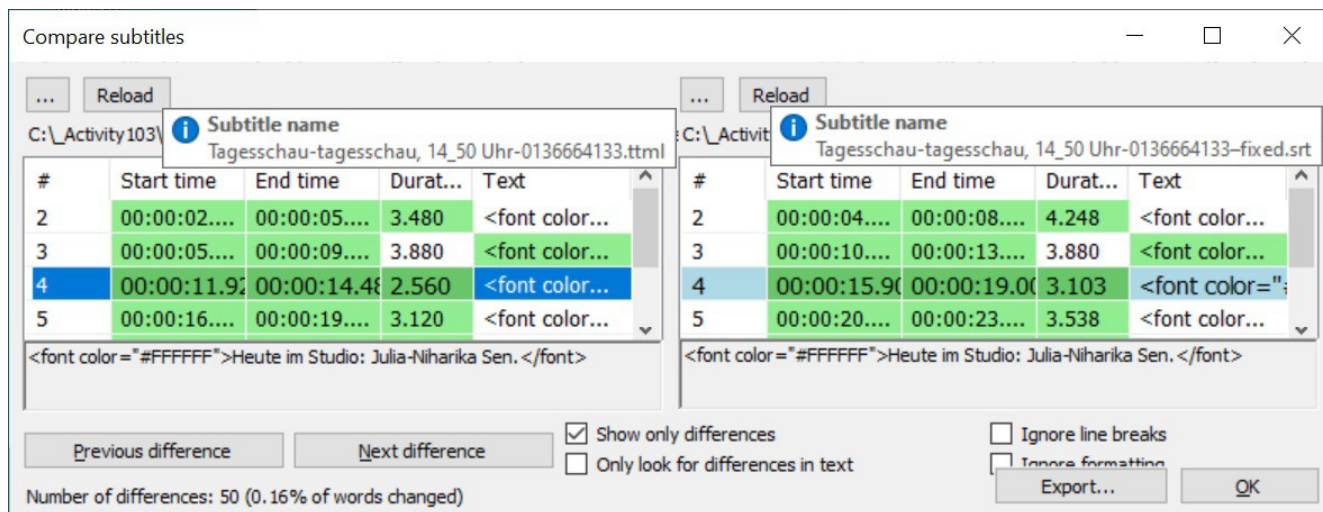 Compare subtitles
... Reload
... Reload
Subtitle name
Tagesschau-tagesschau, 14_50 Uhr-0136664133.ttml
Subtitle name
Tagesschau-tagesschau, 14_50 Uhr-0136664133–fixed.srt
C:\_Activity103\
C:\_Activit
# Start time End time Durat... Text
2 00:00:02.... 00:00:05.... 3.480 <font color...
3 00:00:05.... 00:00:09.... 3.880 <font color...
4 00:00:11.92 00:00:14.48 2.560 <font color...
5 00:00:16.... 00:00:19.... 3.120 <font color...
<font color="#FFFFFF">Heute im Studio: Julia-Niharika Sen.</font>
# Start time End time Durat... Text
2 00:00:04.... 00:00:08.... 4.248 <font color...
3 00:00:10.... 00:00:13.... 3.880 <font color...
4 00:00:15.90 00:00:19.00 3.103 <font color="#
5 00:00:20.... 00:00:23.... 3.538 <font color...
<font color="#FFFFFF">Heute im Studio: Julia-Niharika Sen.</font>
Previous difference Next difference
Show only differences
Only look for differences in text
Ignore line breaks
Ignore formatting
Number of differences: 50 (0.16% of words changed)
Export... OK